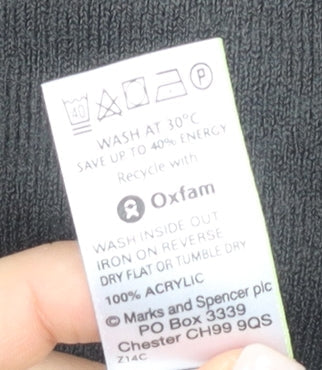 40 P
WASH AT 30°C
SAVE UP TO 40% ENERGY
Recycle with
Oxfam
WASH INSIDE OUT
IRON ON REVERSE
DRY FLAT OR TUMBLE DRY
100% ACRYLIC
© Marks and Spencer plc
PO Box 3339
Chester CH99 9QS
Z14C